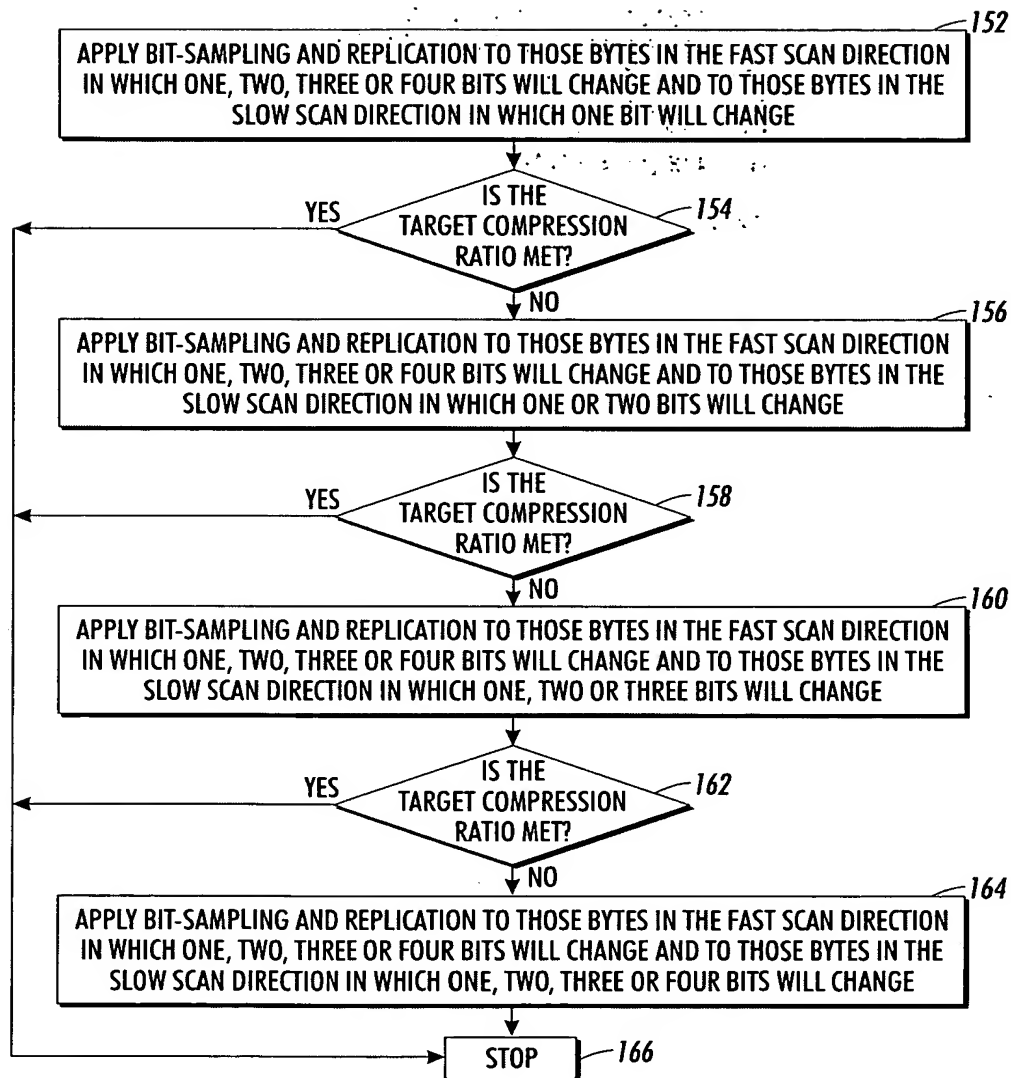 152
APPLY BIT-SAMPLING AND REPLICATION TO THOSE BYTES IN THE FAST SCAN DIRECTION
IN WHICH ONE, TWO, THREE OR FOUR BITS WILL CHANGE AND TO THOSE BYTES IN THE
SLOW SCAN DIRECTION IN WHICH ONE BIT WILL CHANGE
YES
IS THE
TARGET COMPRESSION
RATIO MET?
154
NO
156
APPLY BIT-SAMPLING AND REPLICATION TO THOSE BYTES IN THE FAST SCAN DIRECTION
IN WHICH ONE, TWO, THREE OR FOUR BITS WILL CHANGE AND TO THOSE BYTES IN THE
SLOW SCAN DIRECTION IN WHICH ONE OR TWO BITS WILL CHANGE
YES
IS THE
TARGET COMPRESSION
RATIO MET?
158
NO
160
APPLY BIT-SAMPLING AND REPLICATION TO THOSE BYTES IN THE FAST SCAN DIRECTION
IN WHICH ONE, TWO, THREE OR FOUR BITS WILL CHANGE AND TO THOSE BYTES IN THE
SLOW SCAN DIRECTION IN WHICH ONE, TWO OR THREE BITS WILL CHANGE
YES
IS THE
TARGET COMPRESSION
RATIO MET?
162
NO
164
APPLY BIT-SAMPLING AND REPLICATION TO THOSE BYTES IN THE FAST SCAN DIRECTION
IN WHICH ONE, TWO, THREE OR FOUR BITS WILL CHANGE AND TO THOSE BYTES IN THE
SLOW SCAN DIRECTION IN WHICH ONE, TWO, THREE OR FOUR BITS WILL CHANGE
STOP
166